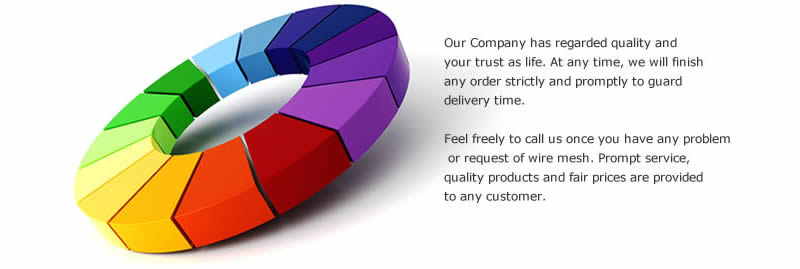 Our Company has regarded quality and
your trust as life. At any time, we will finish
any order strictly and promptly to guard
delivery time.
Feel freely to call us once you have any problem
or request of wire mesh. Prompt service,
quality products and fair prices are provided
to any customer.